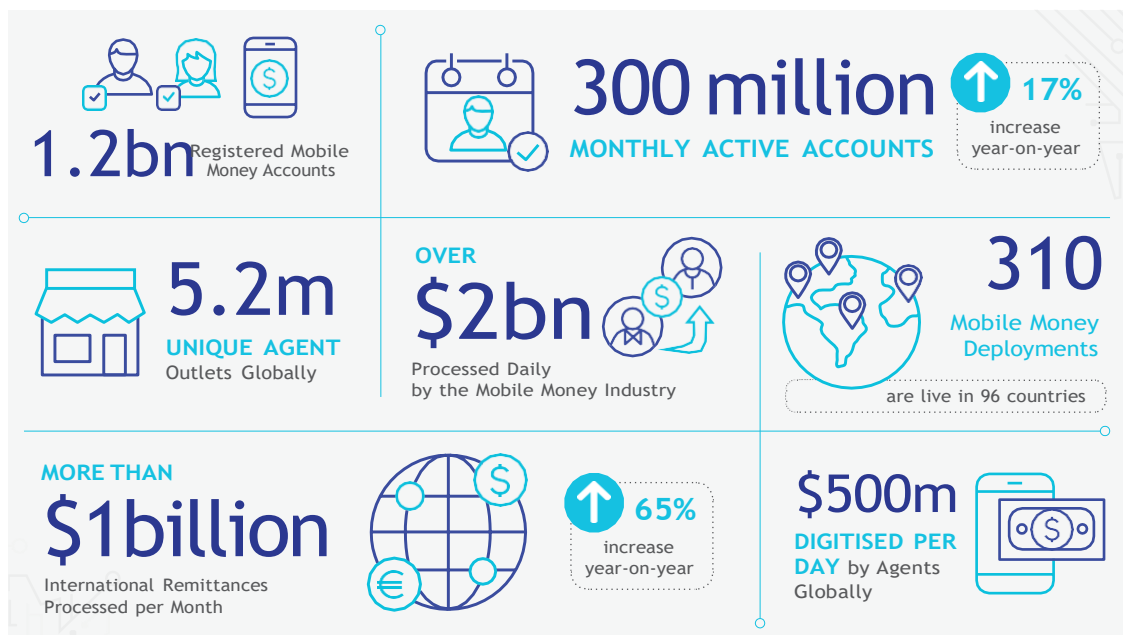 1.2bn
Registered Mobile
Money Accounts
300 million
MONTHLY ACTIVE ACCOUNTS
17%
increase
year-on-year
5.2m
UNIQUE AGENT
Outlets Globally
OVER
$2bn
$
Processed Daily
by the Mobile Money Industry
310
Mobile Money
Deployments
are live in 96 countries
MORE THAN
$1billion
International Remittances
Processed per Month
$
€
65%
increase
year-on-year
$500m
DIGITISED PER
DAY by Agents
Globally
$
$